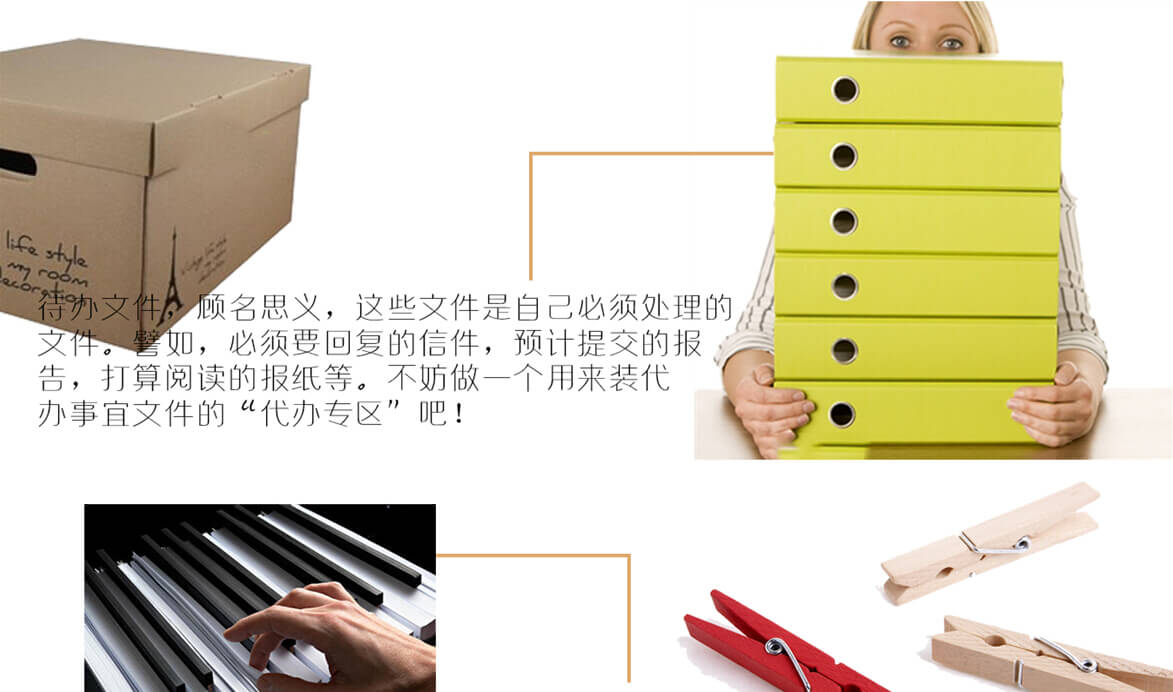 life style
my room
decoration
待办文件，顾名思义，这些文件是自己必须处理的
文件。譬如，必须要回复的信件，预计提交的报
告，打算阅读的报纸等。不妨做一个用来装代
办事宜文件的“代办专区”吧！